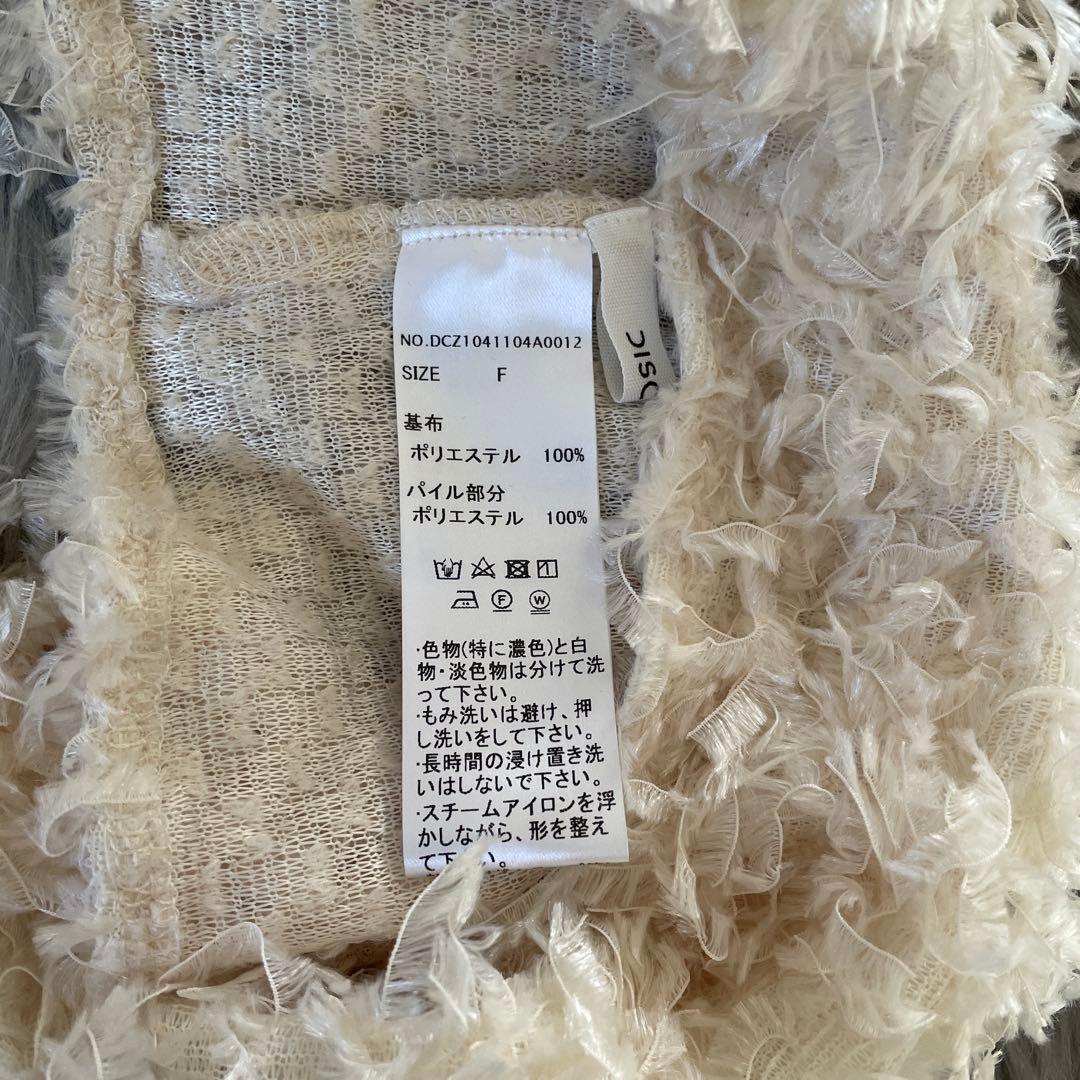 NO.DCZ1041104A0012
SIZE F
基布
ポリエステル 100%
パイル部分
ポリエステル 100%
F W
・色物(特に濃色)と白
物・淡色物は分けて洗
って下さい。
・もみ洗いは避け、押
し洗いをして下さい。
・長時間の浸け置き洗
いはしないで下さい。
・スチームアイロンを浮
かしながら、形を整え
て下さい。
DISC